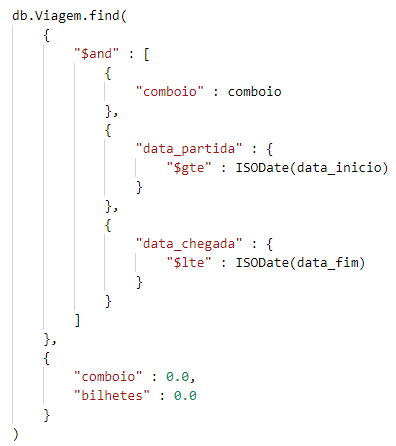 db.Viagem.find(
    {
        "$and" : [
            {
                "comboio" : comboio
            },
            {
                "data_partida" : {
                    "$gte" : ISODate(data_inicio)
                }
            },
            {
                "data_chegada" : {
                    "$lte" : ISODate(data_fim)
                }
            }
        ]
    },
    {
        "comboio" : 0.0,
        "bilhetes" : 0.0
    }
)